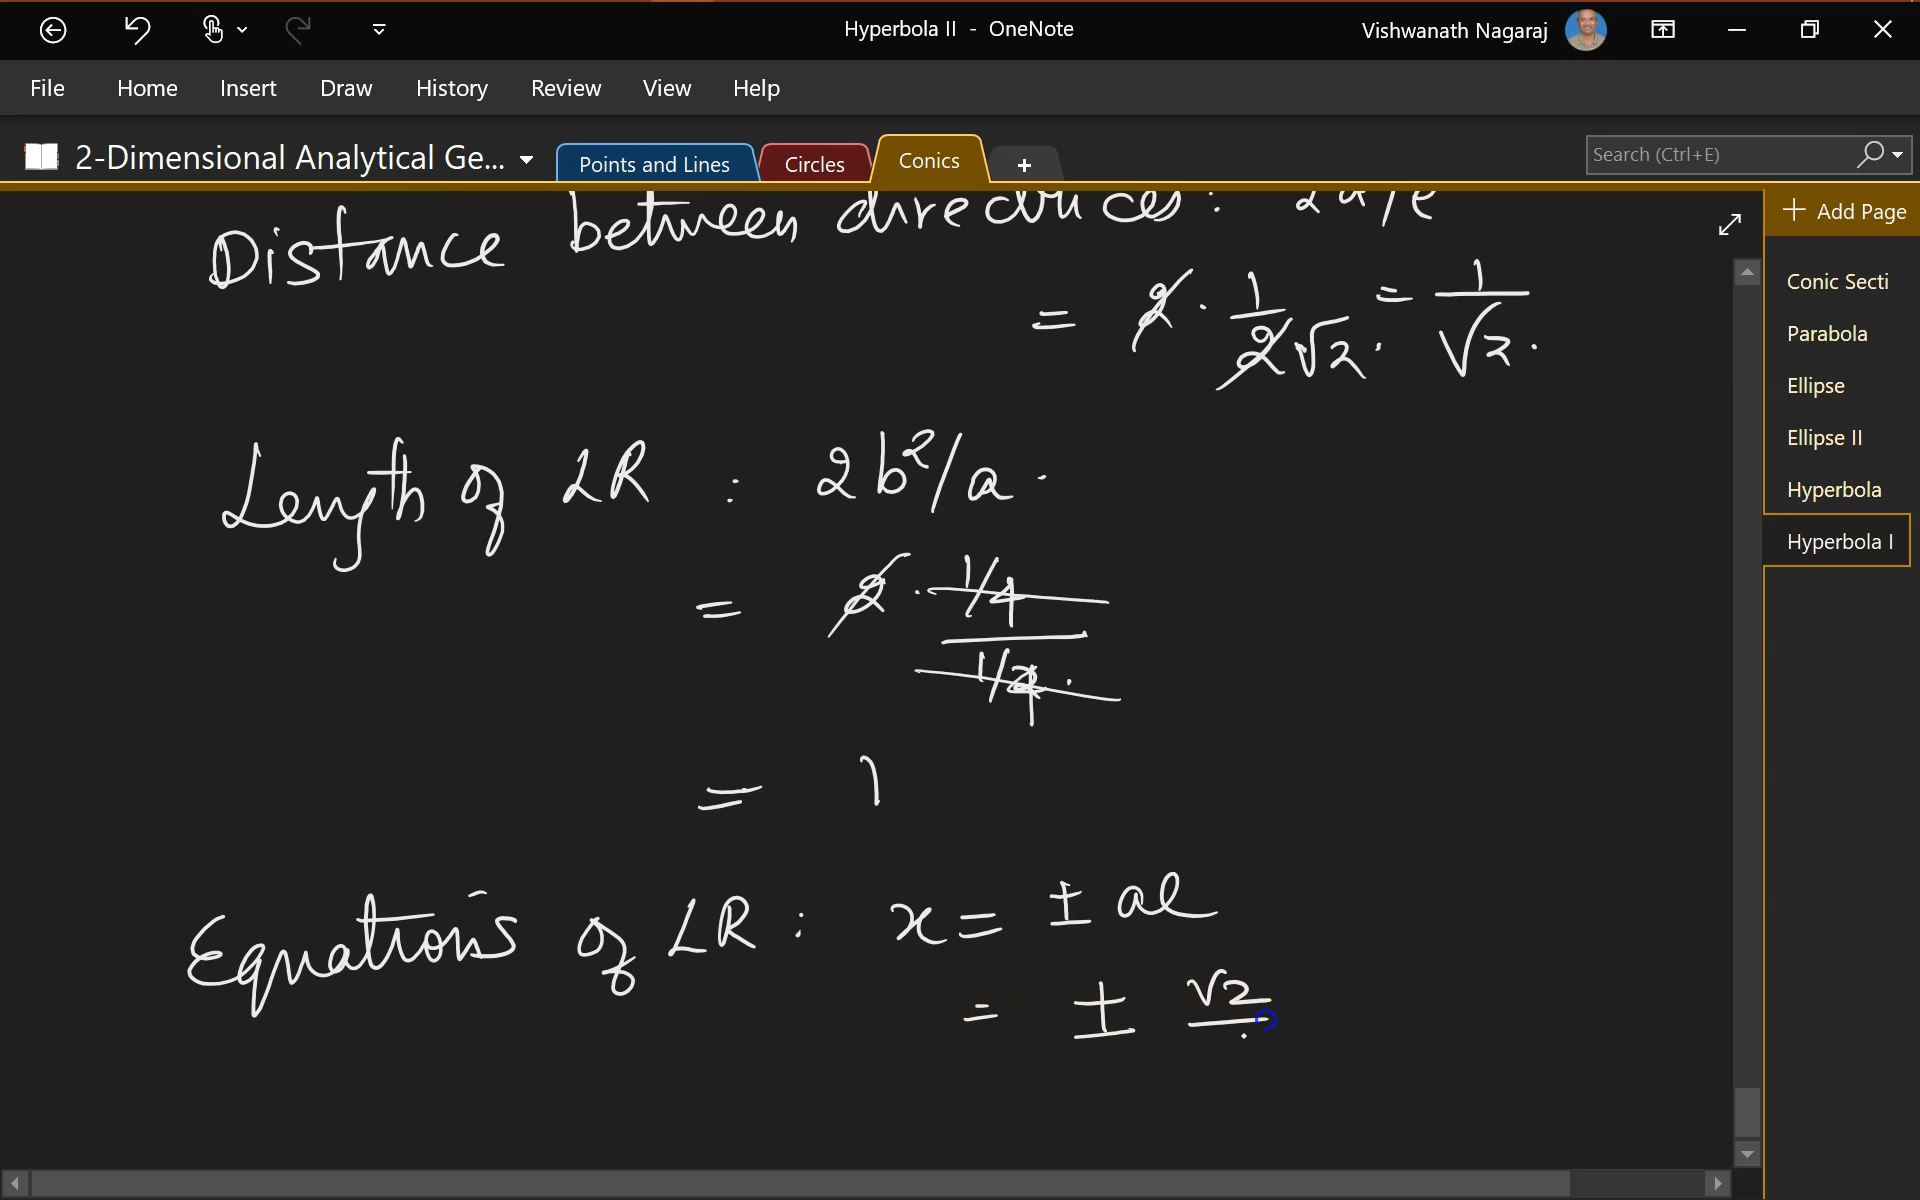 Hyperbola II - OneNote
Vishwanath Nagaraj
File Home Insert Draw History Review View Help
2-Dimensional Analytical Ge...
Points and Lines
Circles
Conics
+
Search (Ctrl+E)
+ Add Page
Conic Secti
Parabola
Ellipse
Ellipse II
Hyperbola
Hyperbola I
Distance between directrices : 2a/e
= 2 · 1/2√2 · = 1/√2 .
Length of LR : 2b²/a .
= 2 · 1/4 / 1/2 .
= 1
Equations of LR : x = ± ae
= ± √2